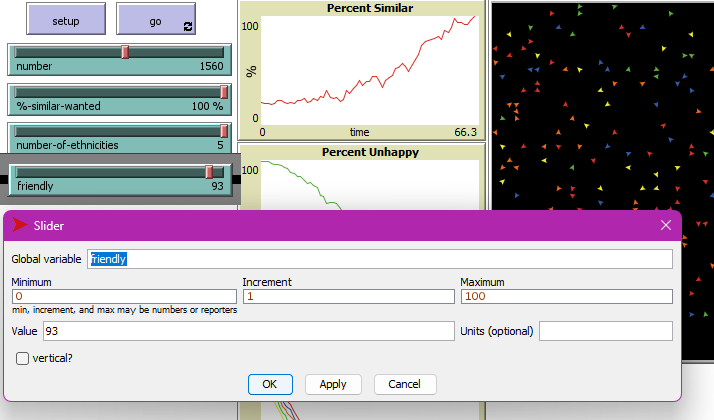 setup
go
number 1560
%-similar-wanted 100 %
number-of-ethnicities 5
friendly 93
Percent Similar
100
%
0
0 time 66.3
Percent Unhappy
100
Slider
Global variable friendly
Minimum Increment Maximum
0 1 100
min, increment, and max may be numbers or reporters
Value 93 Units (optional)
vertical?
OK Apply Cancel